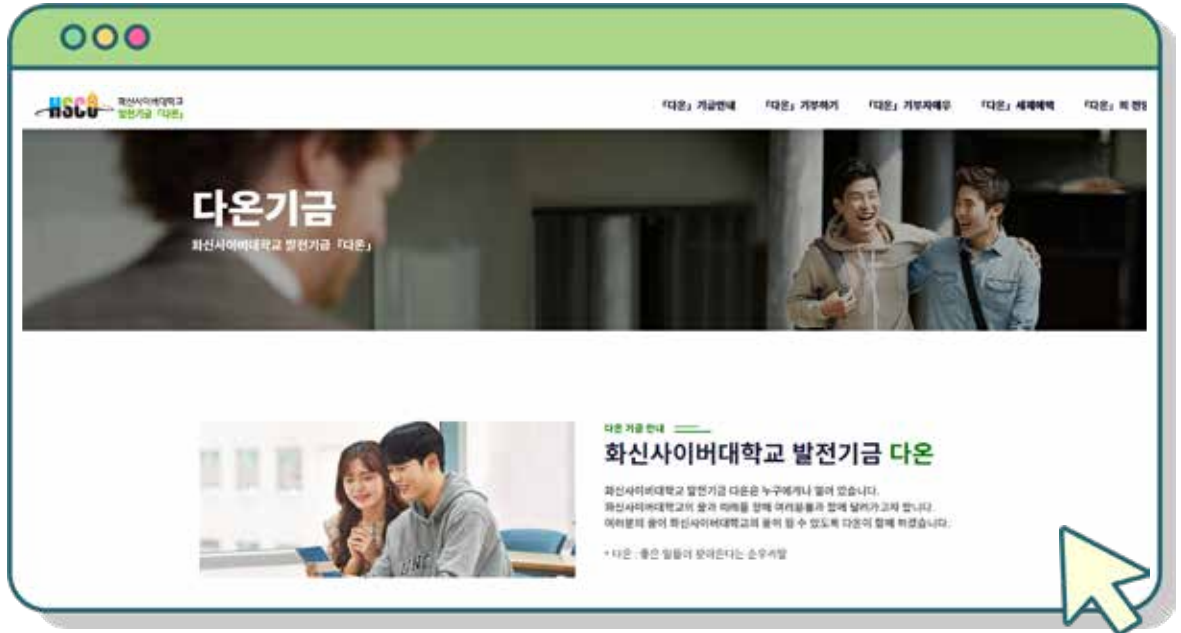 HSCU
화신사이버대학교
발전기금 「다온」
「다온」 기금안내
「다온」 기부하기
「다온」 기부자예우
「다온」 세제혜택
「다온」
다온기금
화신사이버대학교 발전기금 「다온」
다온 기금 안내
화신사이버대학교 발전기금 다온
화신사이버대학교 발전기금 다온은 누구에게나 열려 있습니다.
화신사이버대학교의 꿈과 미래를 향해 여러분들과 함께 달려가고자 합니다.
여러분의 꿈이 화신사이버대학교의 꿈이 될 수 있도록 다온이 함께 하겠습니다.
* 다온 : 좋은 일들이 찾아온다는 순우리말